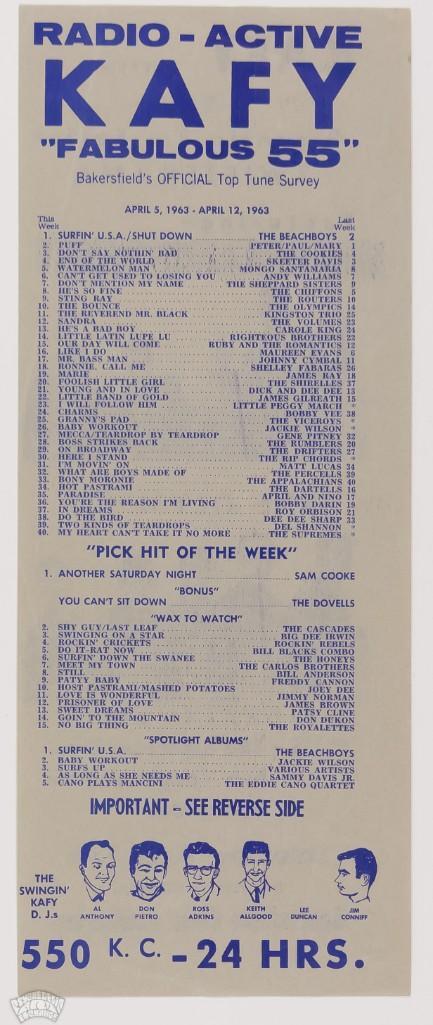 RADIO - ACTIVE
KAFY
"FABULOUS 55"
Bakersfield's OFFICIAL Top Tune Survey
APRIL 5, 1963 - APRIL 12, 1963
This Week Last Week
1. SURFIN' U.S.A./SHUT DOWN THE BEACHBOYS 2
2. PUFF PETER/PAUL/MARY 1
3. DON'T SAY NOTHIN' BAD THE COOKIES 4
4. END OF THE WORLD SKEETER DAVIS 3
5. WATERMELON MAN MONGO SANTAMARIA 8
6. CAN'T GET USED TO LOSING YOU ANDY WILLIAMS 7
7. DON'T MENTION MY NAME THE SHEPPARD SISTERS 9
8. HE'S SO FINE THE CHIFFONS 5
9. STING RAY THE ROUTERS 10
10. THE BOUNCE THE OLYMPICS 14
11. THE REVEREND MR. BLACK KINGSTON TRIO 25
12. SANDRA THE VOLUMES 23
13. HE'S A BAD BOY CAROLE KING 24
14. LITTLE LATIN LUPE LU RIGHTEOUS BROTHERS 22
15. OUR DAY WILL COME RUBY AND THE ROMANTICS 12
16. LIKE I DO MAUREEN EVANS 6
17. MR. BASS MAN JOHNNY CYMBAL 11
18. RONNIE, CALL ME SHELLEY FABARAS 26
19. MARIE JAMES RAY 18
20. FOOLISH LITTLE GIRL THE SHIRELLES 37
21. YOUNG AND IN LOVE DICK AND DEE DEE 13
22. LITTLE BAND OF GOLD JAMES GILREATH 15
23. I WILL FOLLOW HIM LITTLE PEGGY MARCH *
24. CHARMS BOBBY VEE 38
25. GRANNY'S PAD THE VICEROYS *
26. BABY WORKOUT JACKIE WILSON *
27. MECCA/TEARDROP BY TEARDROP GENE PITNEY 32
28. BOSS STRIKES BACK THE RUMBLERS 20
29. ON BROADWAY THE DRIFTERS 27
30. HERE I STAND THE RIP CHORDS *
31. I'M MOVIN' ON MATT LUCAS 34
32. WHAT ARE BOYS MADE OF THE PERCELLS 39
33. BONY MORONIE THE APPALACHIANS 40
34. HOT PASTRAMI THE DARTELLS 16
35. PARADISE APRIL AND NINO 17
36. YOU'RE THE REASON I'M LIVING BOBBY DARIN 19
37. IN DREAMS ROY ORBISON 21
38. DO THE BIRD DEE DEE SHARP 33
39. TWO KINDS OF TEARDROPS DEL SHANNON *
40. MY HEART CAN'T TAKE IT NO MORE THE SUPREMES *
"PICK HIT OF THE WEEK"
1. ANOTHER SATURDAY NIGHT SAM COOKE
"BONUS"
YOU CAN'T SIT DOWN THE DOVELLS
"WAX TO WATCH"
2. SHY GUY/LAST LEAF THE CASCADES
3. SWINGING ON A STAR BIG DEE IRWIN
4. ROCKIN' CRICKETS ROCKIN' REBELS
5. DO IT-RAT NOW BILL BLACKS COMBO
6. SURFIN' DOWN THE SWANEE THE HONEYS
7. MEET MY TOWN THE CARLOS BROTHERS
8. STILL BILL ANDERSON
9. PATYY BABY FREDDY CANNON
10. HOST PASTRAMI/MASHED POTATOES JOEY DEE
11. LOVE IS WONDERFUL JIMMY NORMAN
12. PRISONER OF LOVE JAMES BROWN
13. SWEET DREAMS PATSY CLINE
14. GOIN' TO THE MOUNTAIN DON DUKON
15. NO BIG THING THE ROYALETTES
"SPOTLIGHT ALBUMS"
1. SURFIN' U.S.A. THE BEACHBOYS
2. BABY WORKOUT JACKIE WILSON
3. SURFS UP VARIOUS ARTISTS
4. AS LONG AS SHE NEEDS ME SAMMY DAVIS JR.
5. CANO PLAYS MANCINI THE EDDIE CANO QUARTET
IMPORTANT - SEE REVERSE SIDE
THE SWINGIN' KAFY D. J.s
AL ANTHONY
DON PIETRO
ROSS ADKINS
KEITH ALLGOOD
LEE DUNCAN
JIM CONNIFF
550 K. C. - 24 HRS.